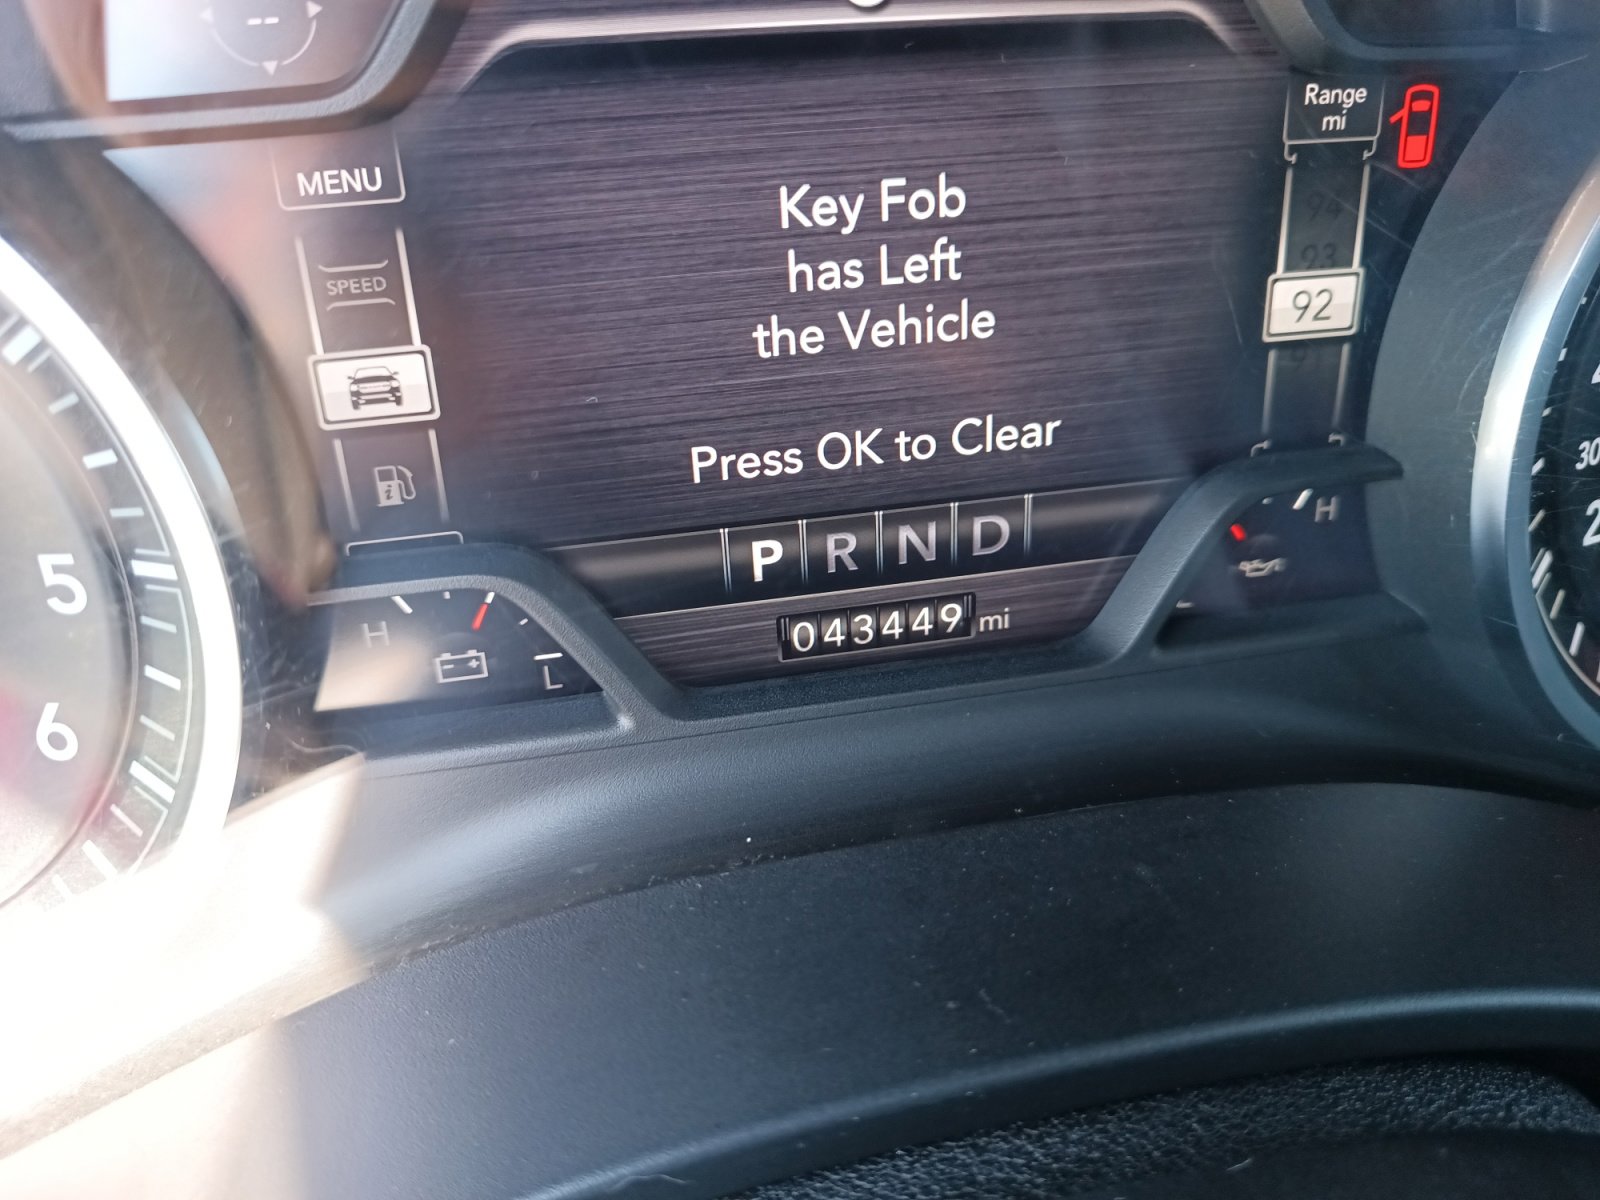 --
Range
mi
MENU
94
93
92
SPEED
Key Fob
has Left
the Vehicle
Press OK to Clear
P R N D
043449 mi
H
L
H
5
6
30